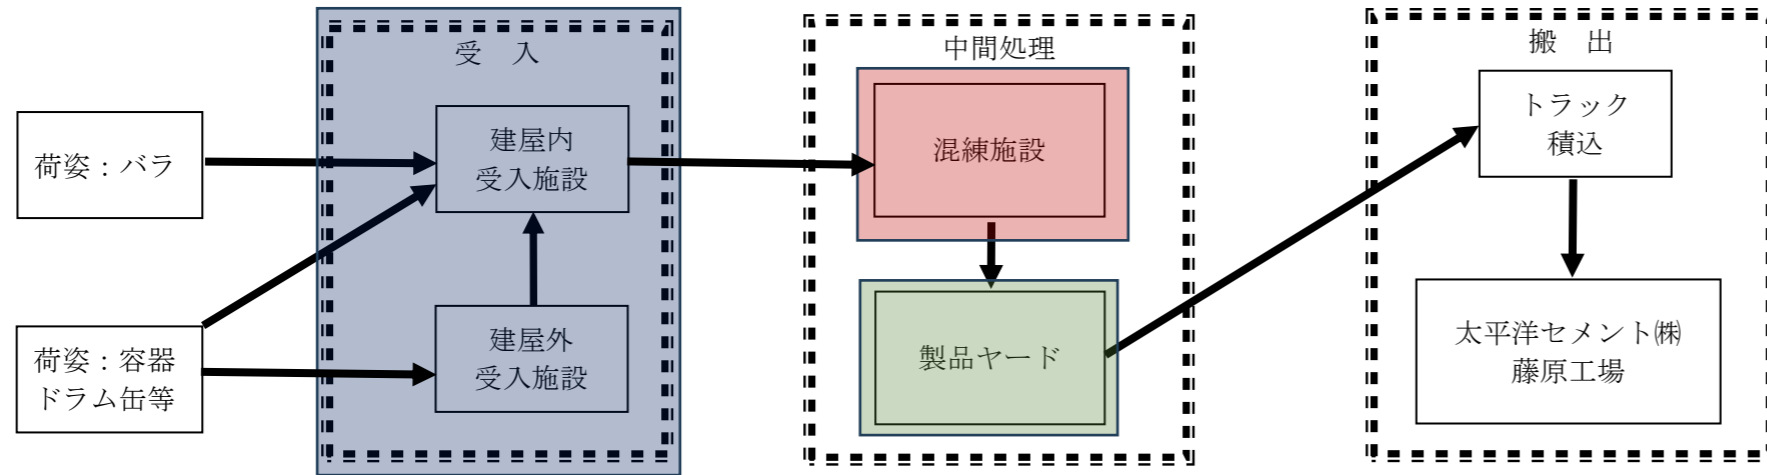 受　入
中間処理
搬　出
荷姿：バラ
建屋内
受入施設
混練施設
トラック
積込
荷姿：容器
ドラム缶等
建屋外
受入施設
製品ヤード
太平洋セメント㈱
藤原工場